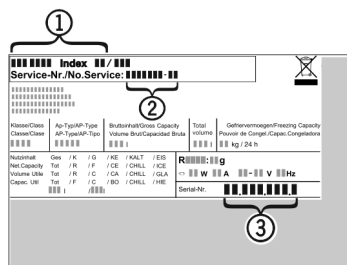 1
Index /
Service-Nr./No.Service: -
2
Klasse/Class Ap-Typ/AP-Type Bruttoinhalt/Gross Capacity Total Gefriervermoegen/Freezing Capacity
Classe/Clase AP-Type/AP-Tipo Volume Brut/Capacidad Bruta volume Pouvoir de Congel./Capac.Congeladora
l l kg / 24 h
Nutzinhalt Ges / K / G / KE / KALT / EIS
Net.Capacity Tot / R / F / CE / CHILL / ICE
Volume Utile Tot / R / C / CA / CHILL / GLA
Capac. Util Tot / F / C / BO / CHILL / HIE
l / l
R : g
W A - V Hz
Serial-Nr. . . .
3